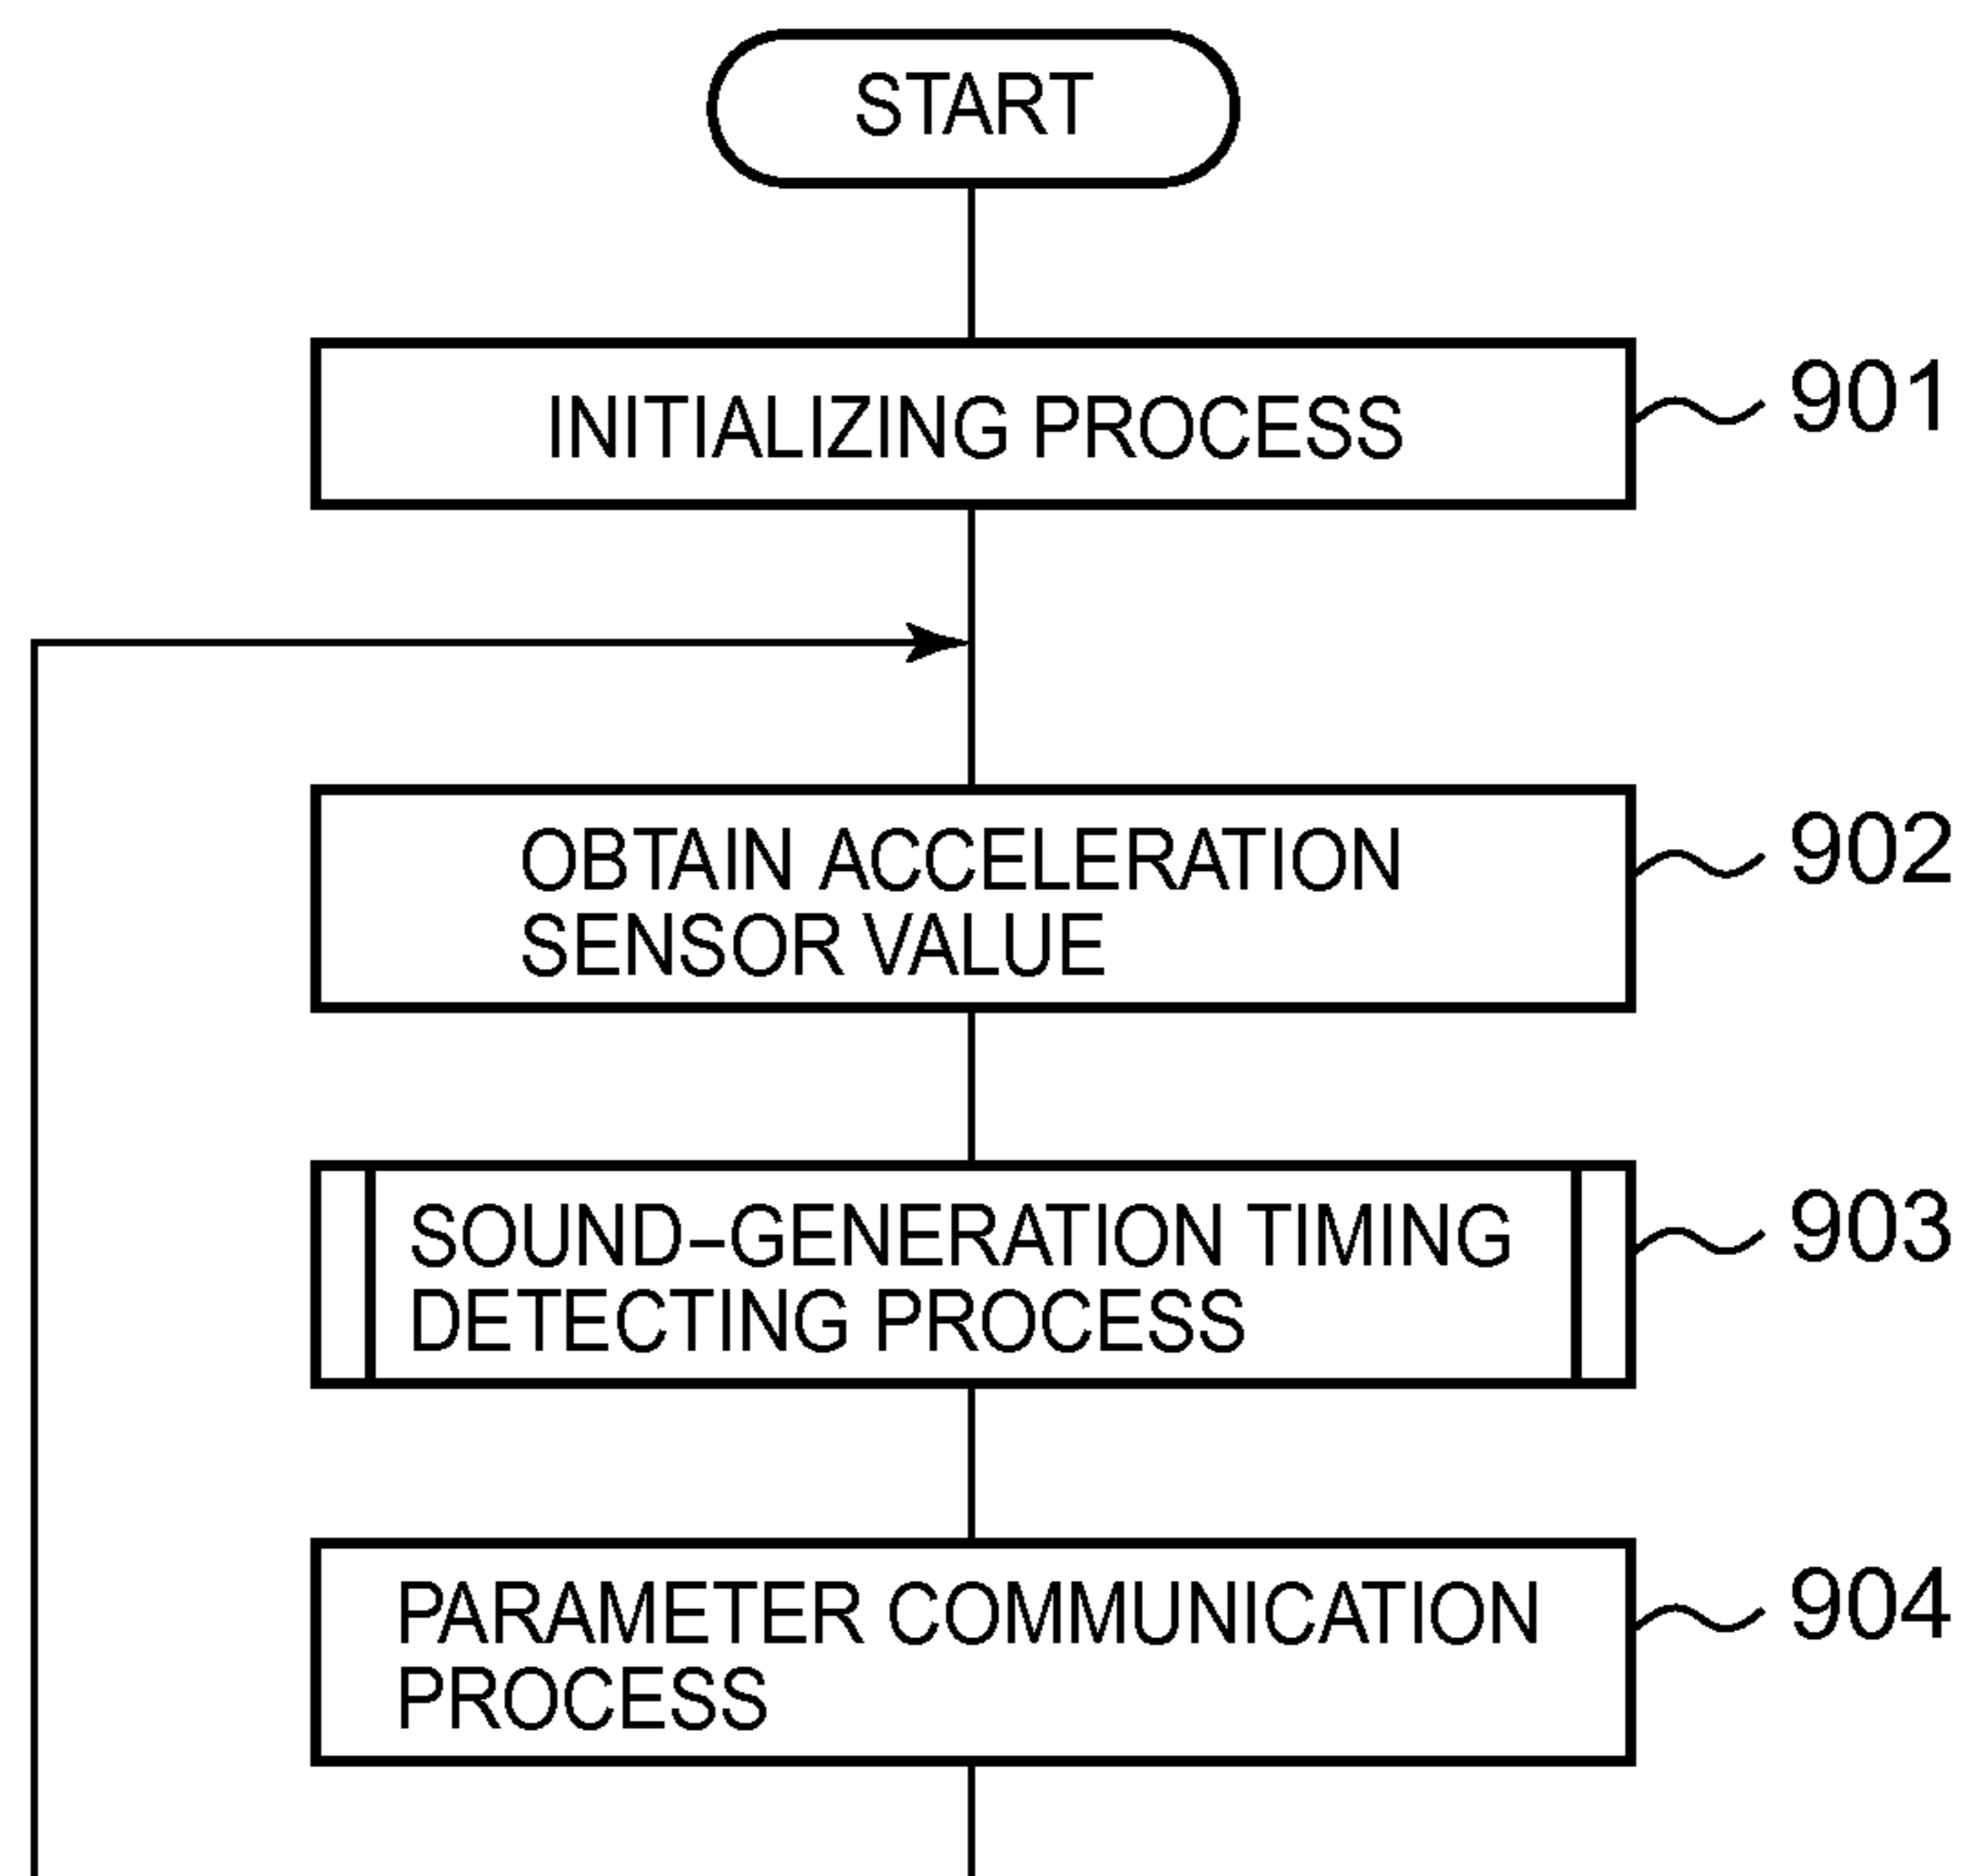 START
INITIALIZING PROCESS
901
OBTAIN ACCELERATION
SENSOR VALUE
902
SOUND–GENERATION TIMING
DETECTING PROCESS
903
PARAMETER COMMUNICATION
PROCESS
904